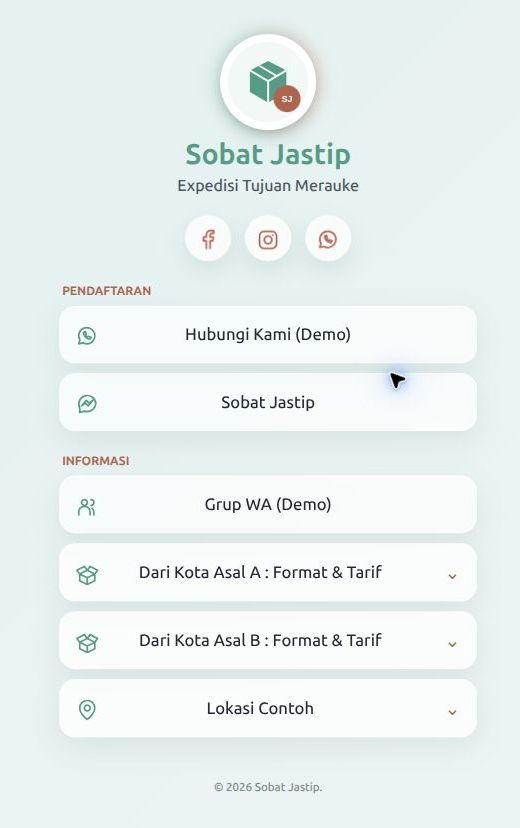 SJ
Sobat Jastip
Expedisi Tujuan Merauke
PENDAFTARAN
Hubungi Kami (Demo)
Sobat Jastip
INFORMASI
Grup WA (Demo)
Dari Kota Asal A : Format & Tarif
Dari Kota Asal B : Format & Tarif
Lokasi Contoh
© 2026 Sobat Jastip.